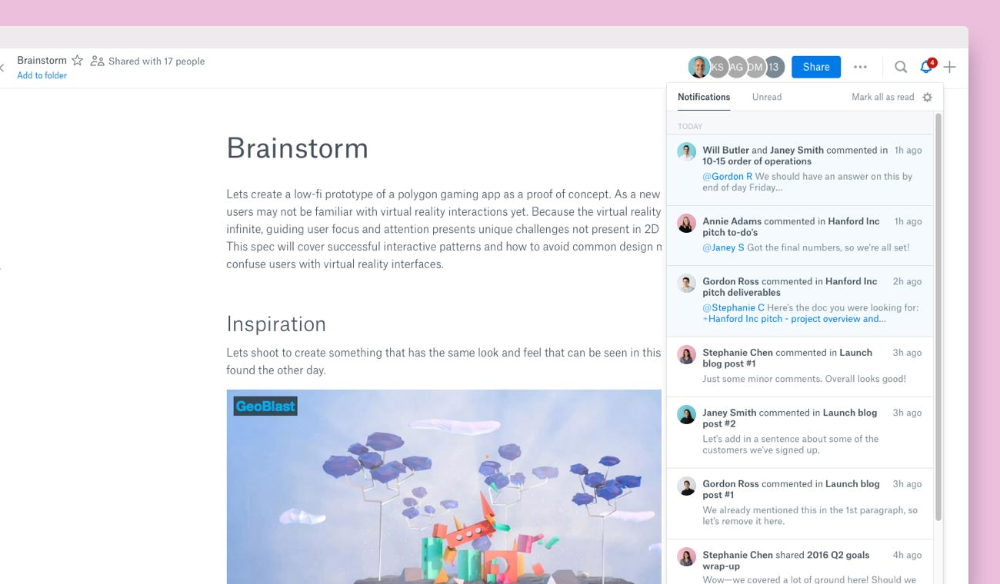 Brainstorm
Shared with 17 people
Add to folder
KS
AG
DM
13
Share
4
Notifications
Unread
Mark all as read
TODAY
Will Butler and Janey Smith commented in 1h ago
10-15 order of operations
@Gordon R We should have an answer on this by
end of day Friday...
Annie Adams commented in Hanford Inc 1h ago
pitch to-do's
@Janey S Got the final numbers, so we're all set!
Gordon Ross commented in Hanford Inc 2h ago
pitch deliverables
@Stephanie C Here's the doc you were looking for:
+Hanford Inc pitch - project overview and...
Stephanie Chen commented in Launch 3h ago
blog post #1
Just some minor comments. Overall looks good!
Janey Smith commented in Launch blog 3h ago
post #2
Let's add in a sentence about some of the
customers we've signed up.
Gordon Ross commented in Launch blog 3h ago
post #1
We already mentioned this in the 1st paragraph, so
let's remove it here.
Stephanie Chen shared 2016 Q2 goals 4h ago
wrap-up
Wow—we covered a lot of ground here! Should we
Brainstorm
Lets create a low-fi prototype of a polygon gaming app as a proof of concept. As a new
users may not be familiar with virtual reality interactions yet. Because the virtual reality
infinite, guiding user focus and attention presents unique challenges not present in 2D
This spec will cover successful interactive patterns and how to avoid common design
confuse users with virtual reality interfaces.
Inspiration
Lets shoot to create something that has the same look and feel that can be seen in this
found the other day.
GeoBlast